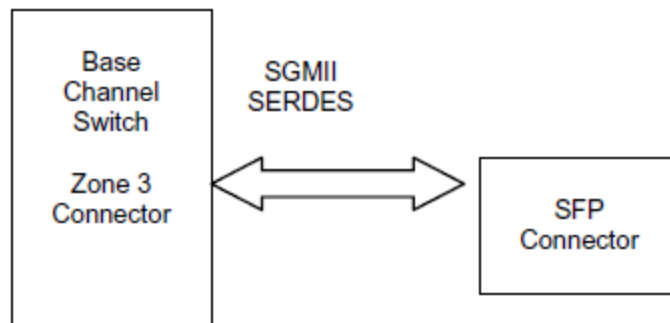 Base
Channel
Switch
Zone 3
Connector
SGMII
SERDES
SFP
Connector